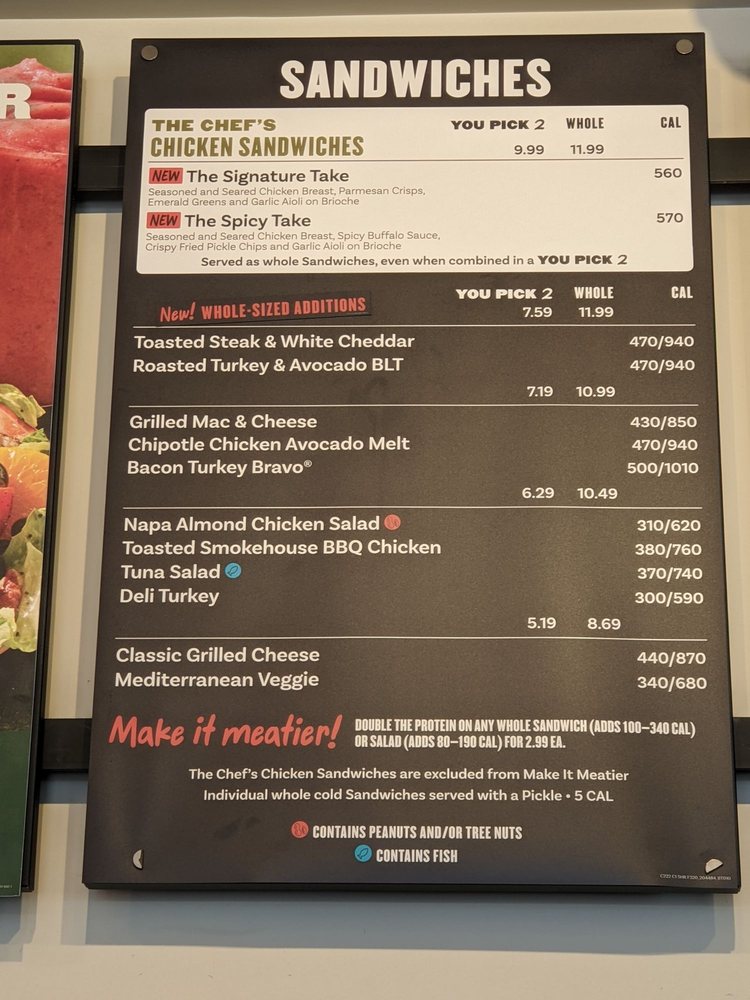 R
SANDWICHES
THE CHEF'S YOU PICK 2 WHOLE CAL
CHICKEN SANDWICHES 9.99 11.99
NEW The Signature Take 560
Seasoned and Seared Chicken Breast, Parmesan Crisps,
Emerald Greens and Garlic Aioli on Brioche
NEW The Spicy Take 570
Seasoned and Seared Chicken Breast, Spicy Buffalo Sauce,
Crispy Fried Pickle Chips and Garlic Aioli on Brioche
Served as whole Sandwiches, even when combined in a YOU PICK 2
YOU PICK 2 WHOLE CAL
New! WHOLE-SIZED ADDITIONS 7.59 11.99
Toasted Steak & White Cheddar 470/940
Roasted Turkey & Avocado BLT 470/940
7.19 10.99
Grilled Mac & Cheese 430/850
Chipotle Chicken Avocado Melt 470/940
Bacon Turkey Bravo® 500/1010
6.29 10.49
Napa Almond Chicken Salad 310/620
Toasted Smokehouse BBQ Chicken 380/760
Tuna Salad 370/740
Deli Turkey 300/590
5.19 8.69
Classic Grilled Cheese 440/870
Mediterranean Veggie 340/680
Make it meatier! DOUBLE THE PROTEIN ON ANY WHOLE SANDWICH (ADDS 100–340 CAL)
OR SALAD (ADDS 80–190 CAL) FOR 2.99 EA.
The Chef's Chicken Sandwiches are excluded from Make It Meatier
Individual whole cold Sandwiches served with a Pickle • 5 CAL
CONTAINS PEANUTS AND/OR TREE NUTS
CONTAINS FISH